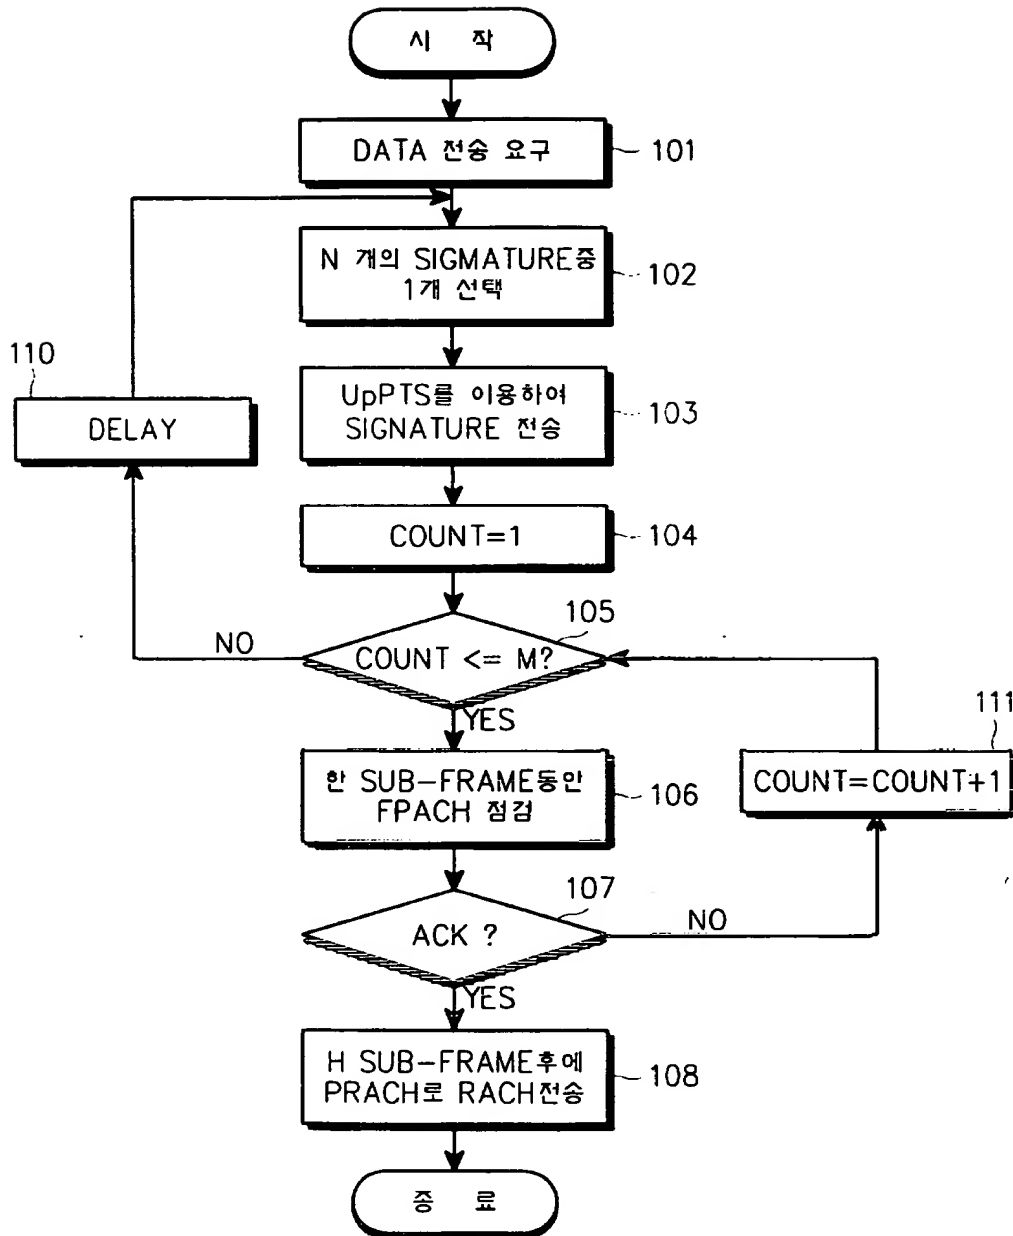 시 작
DATA 전송 요구
101
N 개의 SIGMATURE중
1개 선택
102
110
DELAY
UpPTS를 이용하여
SIGNATURE 전송
103
COUNT=1
104
105
NO
COUNT <= M?
YES
111
한 SUB-FRAME동안
FPACH 점검
106
COUNT=COUNT+1
107
ACK ?
NO
YES
H SUB-FRAME후에
PRACH로 RACH전송
108
종 료